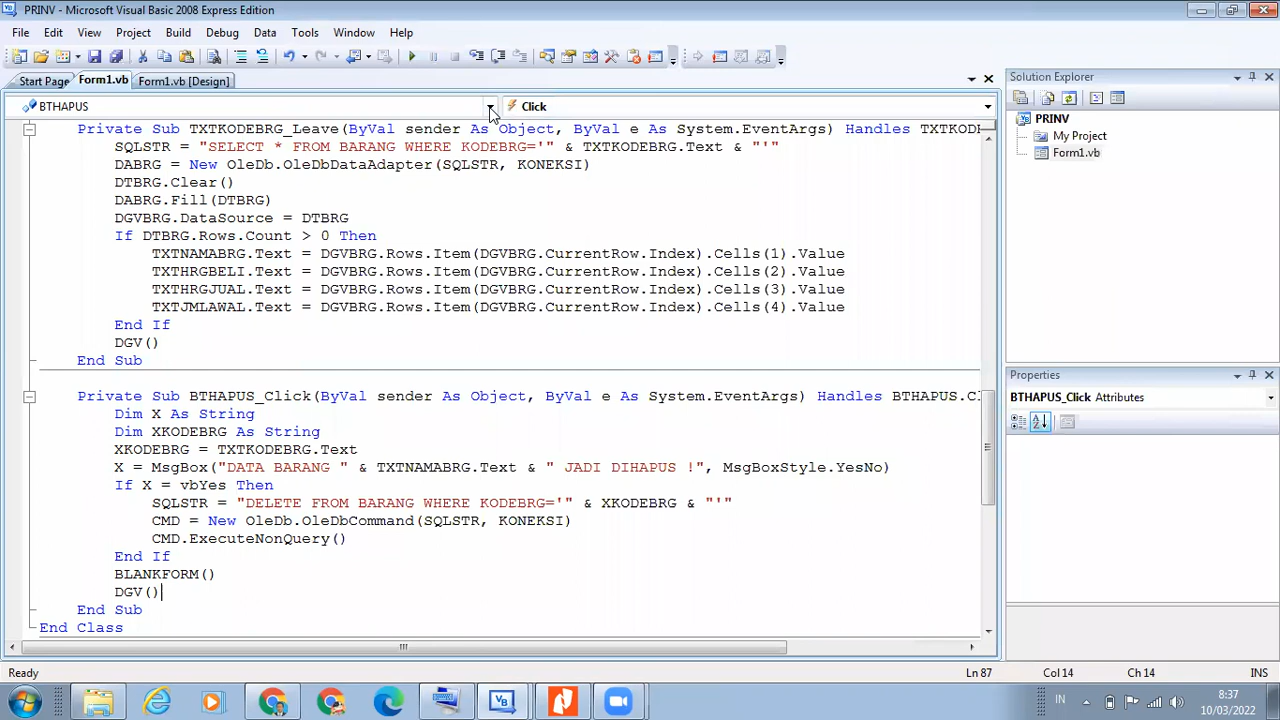 PRINV - Microsoft Visual Basic 2008 Express Edition
File Edit View Project Build Debug Data Tools Window Help
Start Page Form1.vb Form1.vb [Design]
BTHAPUS Click
Private Sub TXTKODEBRG_Leave(ByVal sender As Object, ByVal e As System.EventArgs) Handles TXTKODE
SQLSTR = "SELECT * FROM BARANG WHERE KODEBRG='" & TXTKODEBRG.Text & "'"
DABRG = New OleDb.OleDbDataAdapter(SQLSTR, KONEKSI)
DTBRG.Clear()
DABRG.Fill(DTBRG)
DGVBRG.DataSource = DTBRG
If DTBRG.Rows.Count > 0 Then
TXTNAMABRG.Text = DGVBRG.Rows.Item(DGVBRG.CurrentRow.Index).Cells(1).Value
TXTHRGBELI.Text = DGVBRG.Rows.Item(DGVBRG.CurrentRow.Index).Cells(2).Value
TXTHRGJUAL.Text = DGVBRG.Rows.Item(DGVBRG.CurrentRow.Index).Cells(3).Value
TXTJMLAWAL.Text = DGVBRG.Rows.Item(DGVBRG.CurrentRow.Index).Cells(4).Value
End If
DGV()
End Sub
Private Sub BTHAPUS_Click(ByVal sender As Object, ByVal e As System.EventArgs) Handles BTHAPUS.Cl
Dim X As String
Dim XKODEBRG As String
XKODEBRG = TXTKODEBRG.Text
X = MsgBox("DATA BARANG " & TXTNAMABRG.Text & " JADI DIHAPUS !", MsgBoxStyle.YesNo)
If X = vbYes Then
SQLSTR = "DELETE FROM BARANG WHERE KODEBRG='" & XKODEBRG & "'"
CMD = New OleDb.OleDbCommand(SQLSTR, KONEKSI)
CMD.ExecuteNonQuery()
End If
BLANKFORM()
DGV()
End Sub
End Class
Solution Explorer
PRINV
My Project
Form1.vb
Properties
BTHAPUS_Click Attributes
Ready Ln 87 Col 14 Ch 14 INS
IN 8:37
10/03/2022